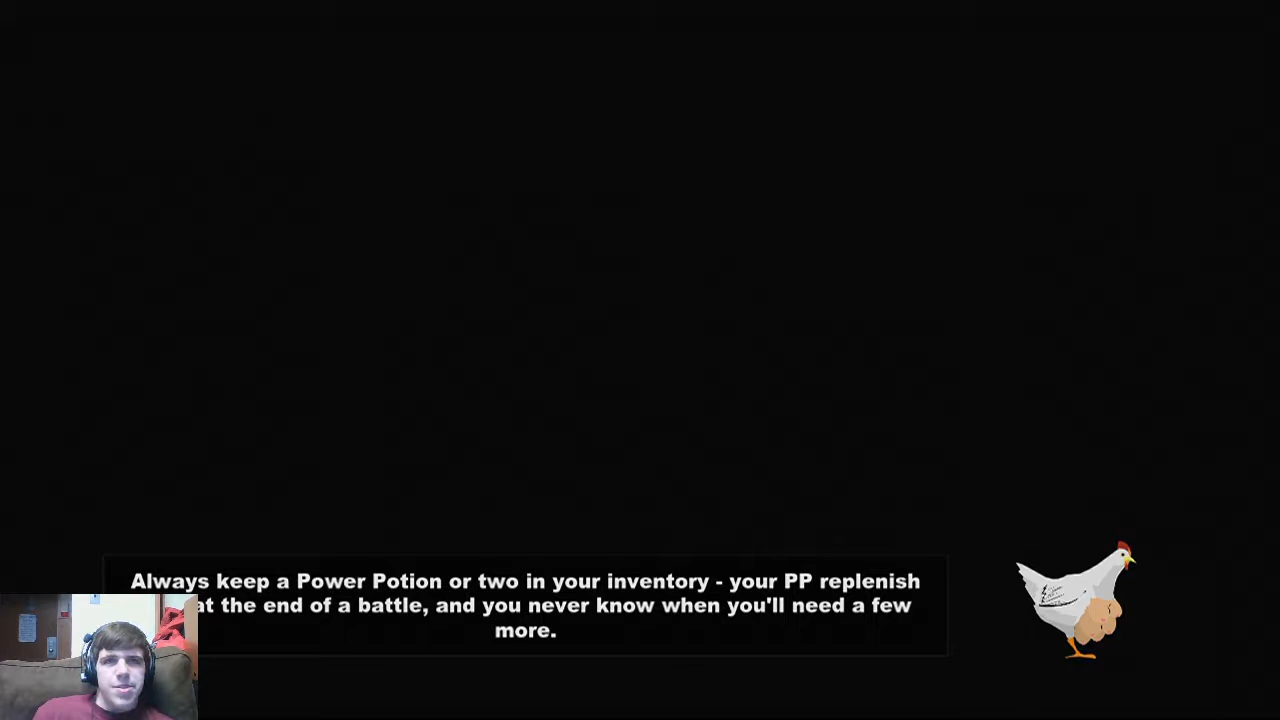 Always keep a Power Potion or two in your inventory - your PP replenish
at the end of a battle, and you never know when you'll need a few
more.